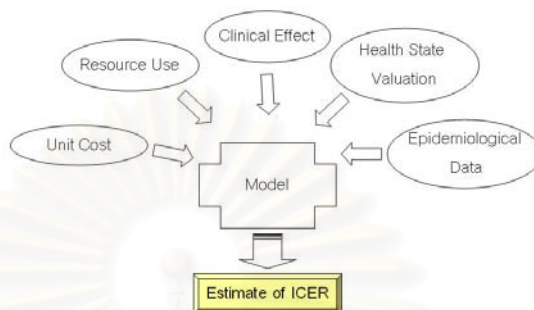 Clinical Effect
Resource Use
Health State
Valuation
Unit Cost
Epidemiological
Data
Model
Estimate of ICER